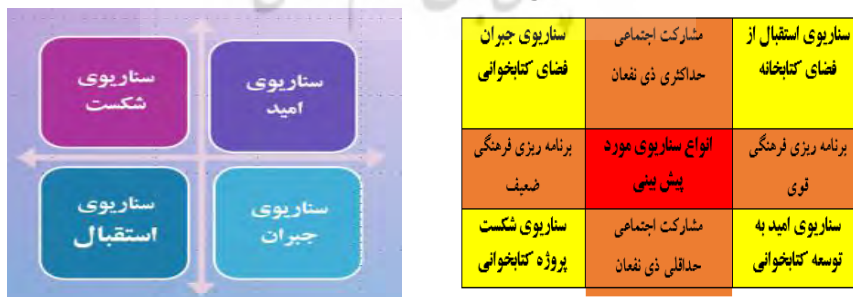 سناریوی استقبال از
فضای کتابخانه
مشارکت اجتماعی
حداکثری ذی نفعان
سناریوی جبران
فضای کتابخوانی
برنامه ریزی فرهنگی
قوی
انواع سناریوی مورد
پیش بینی
برنامه ریزی فرهنگی
ضعیف
سناریوی امید به
توسعه کتابخوانی
مشارکت اجتماعی
حداقلی ذی نفعان
سناریوی شکست
پروژه کتابخوانی
سناریوی
امید
سناریوی
شکست
سناریوی
جبران
سناریوی
استقبال